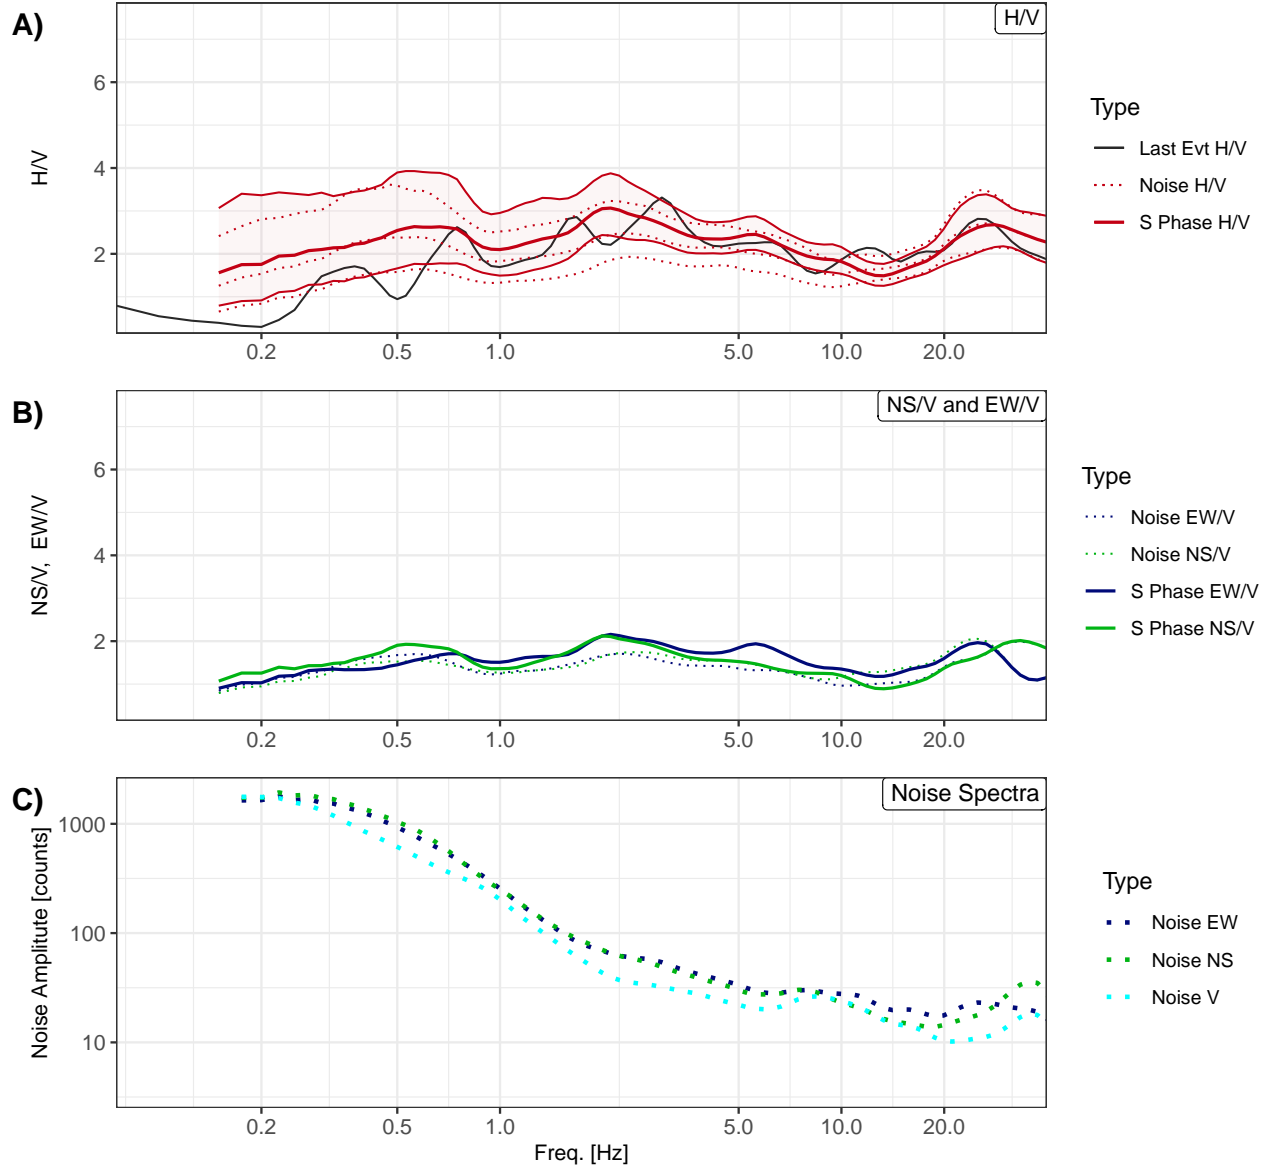 A)
H/V
H/V
6
4
2
0.2 0.5 1.0 5.0 10.0 20.0
Type
Last Evt H/V
Noise H/V
S Phase H/V
B)
NS/V and EW/V
NS/V, EW/V
6
4
2
0.2 0.5 1.0 5.0 10.0 20.0
Type
Noise EW/V
Noise NS/V
S Phase EW/V
S Phase NS/V
C)
Noise Spectra
Noise Amplitute [counts]
1000
100
10
0.2 0.5 1.0 5.0 10.0 20.0
Freq. [Hz]
Type
Noise EW
Noise NS
Noise V